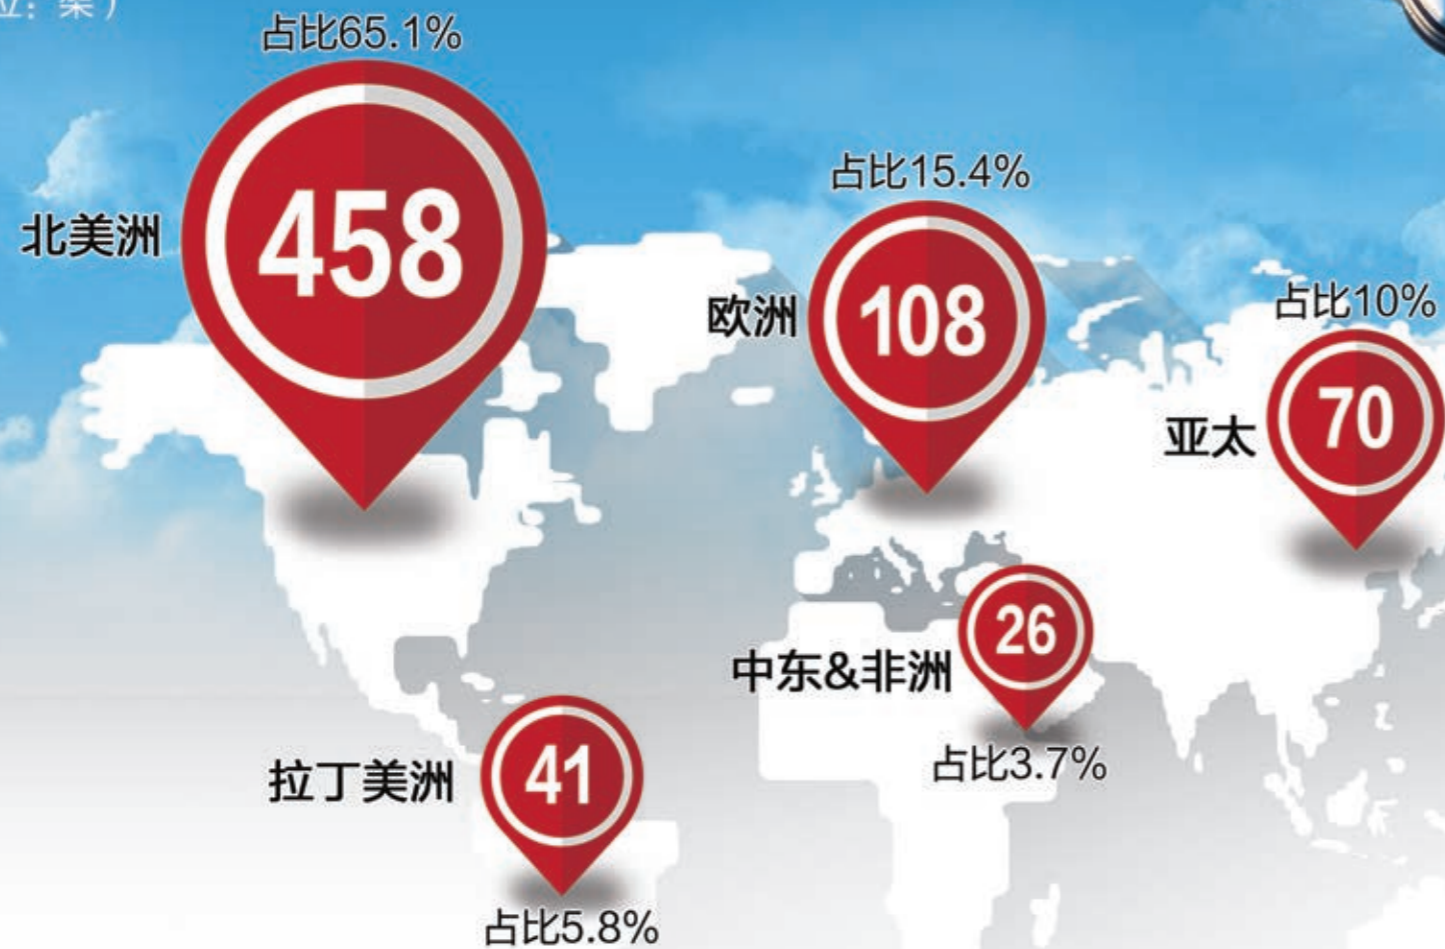 位：架）
占比65.1%
458
北美洲
占比15.4%
欧洲
108
占比10%
亚太
70
中东&非洲
26
占比3.7%
拉丁美洲
41
占比5.8%